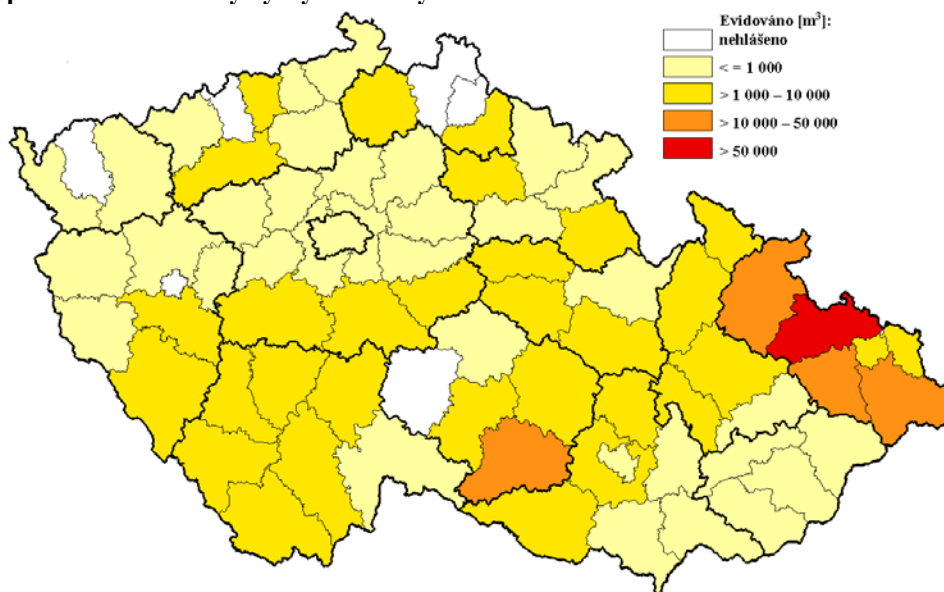 Evidováno [m³]:
nehlášeno
< = 1 000
> 1 000 – 10 000
> 10 000 – 50 000
> 50 000